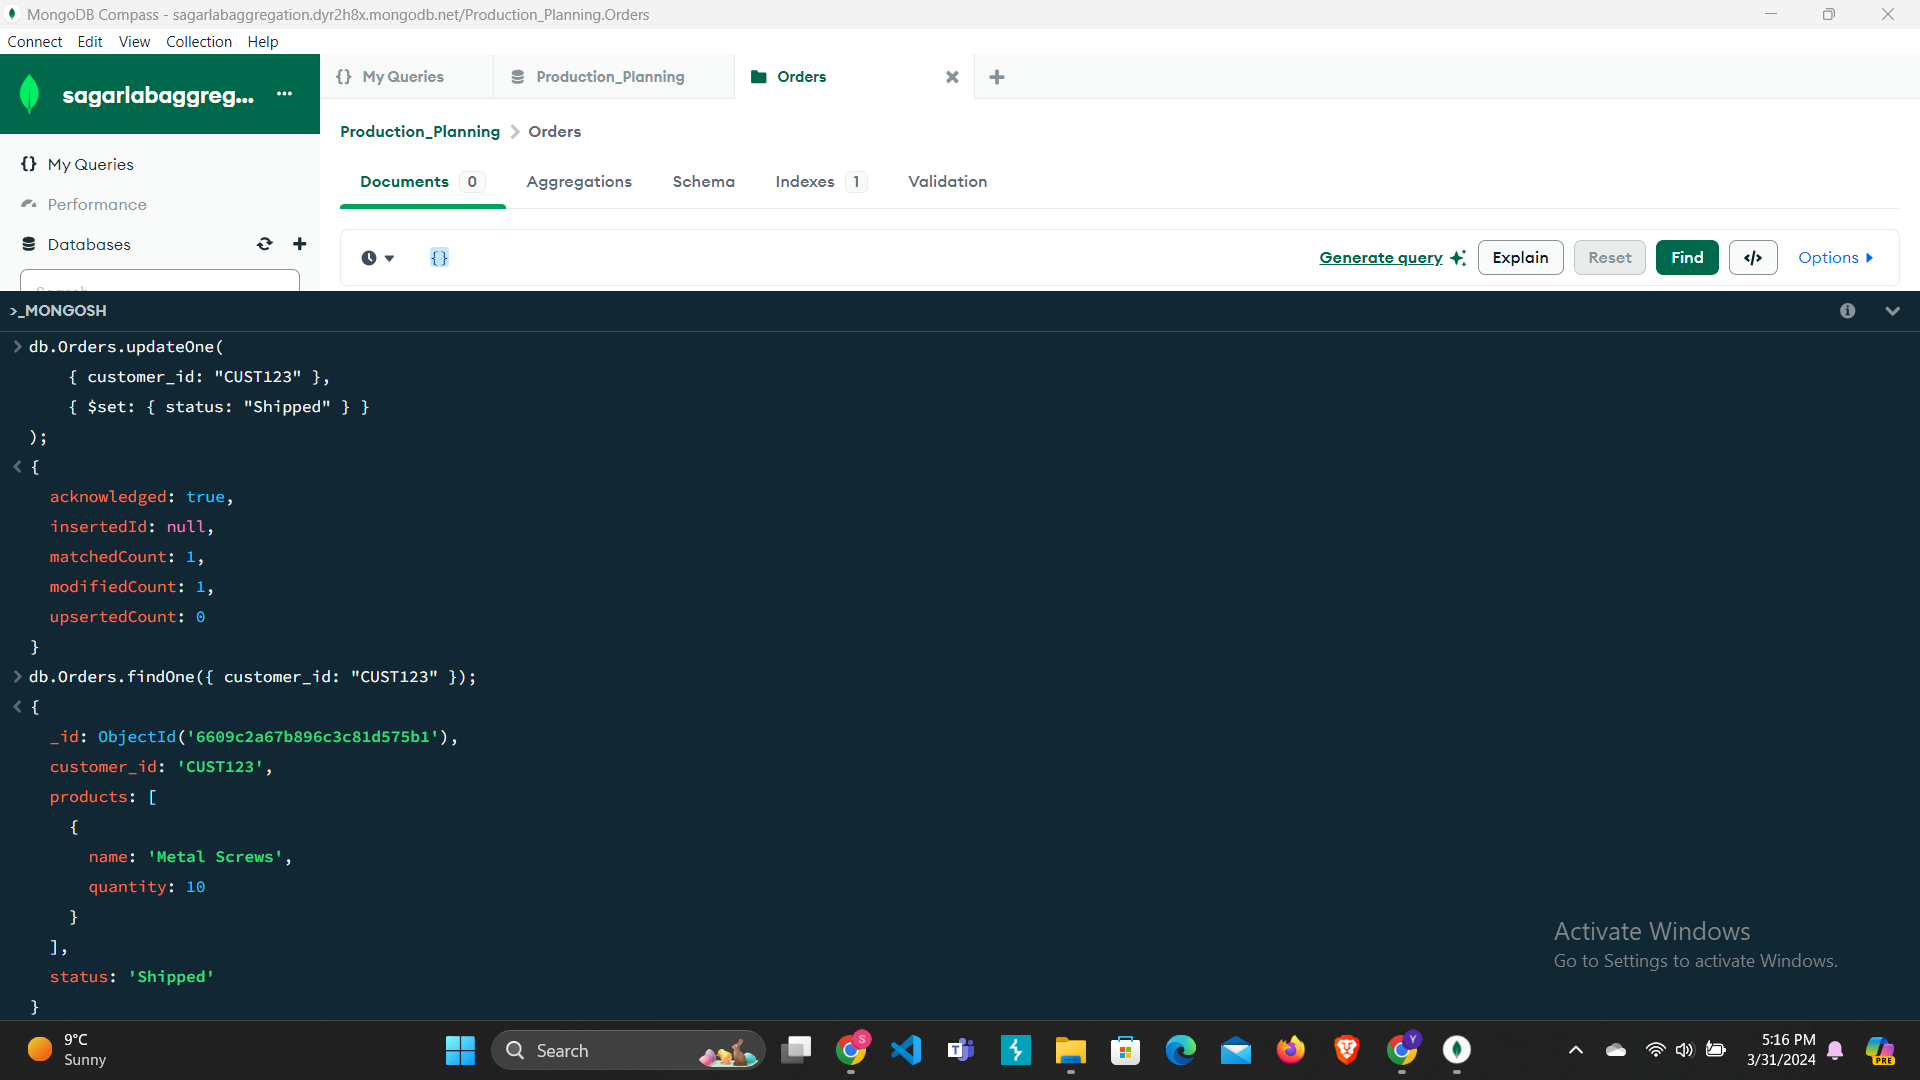 MongoDB Compass - sagarlabaggregation.dyr2h8x.mongodb.net/Production_Planning.Orders
Connect Edit View Collection Help
sagarlabaggreg... ...
{} My Queries
Production_Planning
Orders
Production_Planning > Orders
{} My Queries
Performance
Databases
Documents 0 Aggregations Schema Indexes 1 Validation
{} Generate query Explain Reset Find </> Options
>_MONGOSH
> db.Orders.updateOne(
{ customer_id: "CUST123" },
{ $set: { status: "Shipped" } }
);
< {
acknowledged: true,
insertedId: null,
matchedCount: 1,
modifiedCount: 1,
upsertedCount: 0
}
> db.Orders.findOne({ customer_id: "CUST123" });
< {
_id: ObjectId('6609c2a67b896c3c81d575b1'),
customer_id: 'CUST123',
products: [
{
name: 'Metal Screws',
quantity: 10
}
],
status: 'Shipped'
}
Activate Windows
Go to Settings to activate Windows.
9°C
Sunny
Search
S
Y
5:16 PM
3/31/2024
PRE